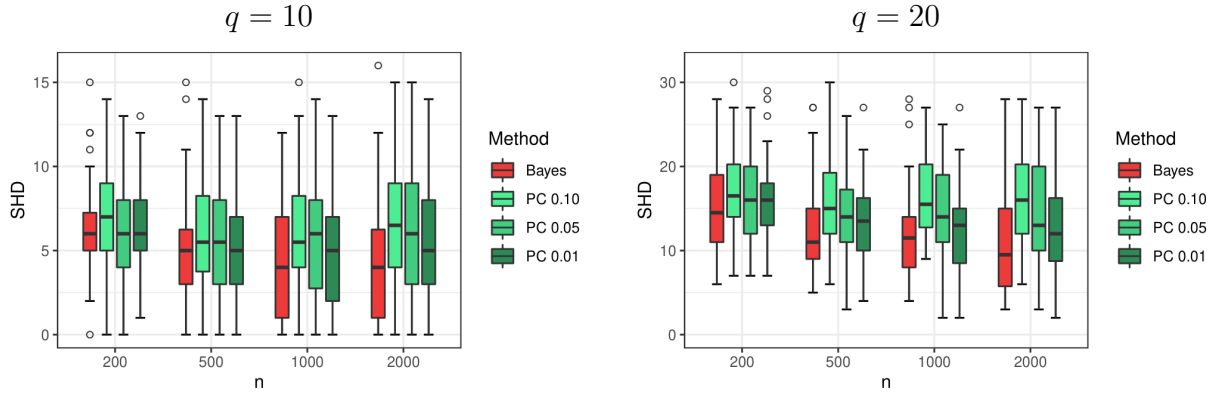 q = 10
15
10
5
0
SHD
200 500 1000 2000
n
Method
Bayes
PC 0.10
PC 0.05
PC 0.01
q = 20
30
20
10
0
SHD
200 500 1000 2000
n
Method
Bayes
PC 0.10
PC 0.05
PC 0.01